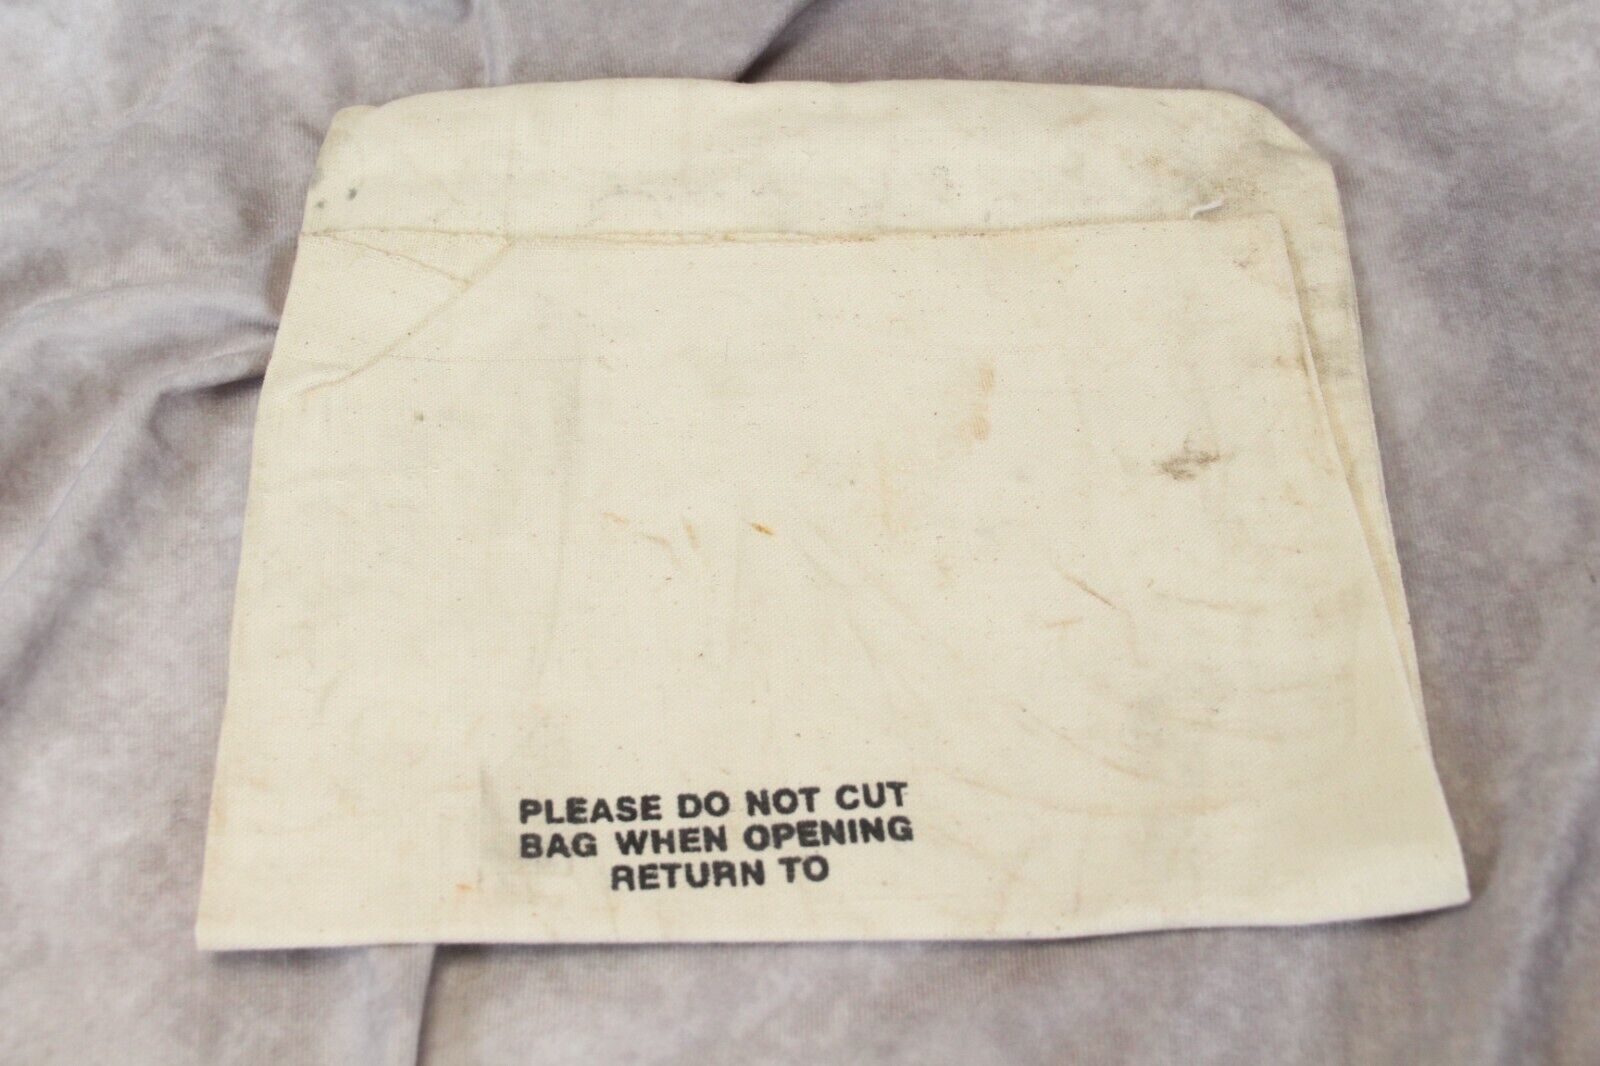 PLEASE DO NOT CUT
BAG WHEN OPENING
RETURN TO